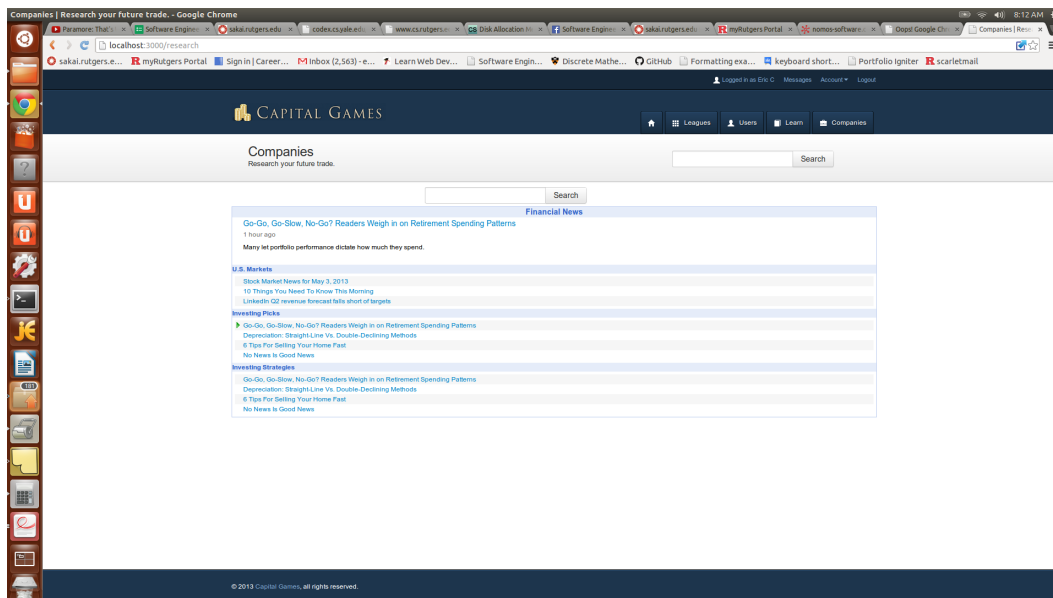 Companies | Research your future trade. - Google Chrome
8:12 AM
Paramore: That's
Software Enginee
sakai.rutgers.edu
codex.cs.yale.edu
www.cs.rutgers.e
Disk Allocation M
Software Enginee
sakai.rutgers.edu
myRutgers Portal
nomos-software
Oops! Google Chr
Companies | Rese
localhost:3000/research
sakai.rutgers.e...
myRutgers Portal
Sign in | Career...
Inbox (2,563) - e...
Learn Web Dev...
Software Engin...
Discrete Mathe...
GitHub
Formatting exa...
keyboard short...
Portfolio Igniter
scarletmail
Logged in as Eric C Messages Account Logout
CAPITAL GAMES
Leagues Users Learn Companies
Companies
Research your future trade.
Search
Search
Financial News
Go-Go, Go-Slow, No-Go? Readers Weigh in on Retirement Spending Patterns
1 hour ago
Many let portfolio performance dictate how much they spend.
U.S. Markets
Stock Market News for May 3, 2013
10 Things You Need To Know This Morning
LinkedIn Q2 revenue forecast falls short of targets
Investing Picks
Go-Go, Go-Slow, No-Go? Readers Weigh in on Retirement Spending Patterns
Depreciation: Straight-Line Vs. Double-Declining Methods
6 Tips For Selling Your Home Fast
No News Is Good News
Investing Strategies
Go-Go, Go-Slow, No-Go? Readers Weigh in on Retirement Spending Patterns
Depreciation: Straight-Line Vs. Double-Declining Methods
6 Tips For Selling Your Home Fast
No News Is Good News
© 2013 Capital Games, all rights reserved.